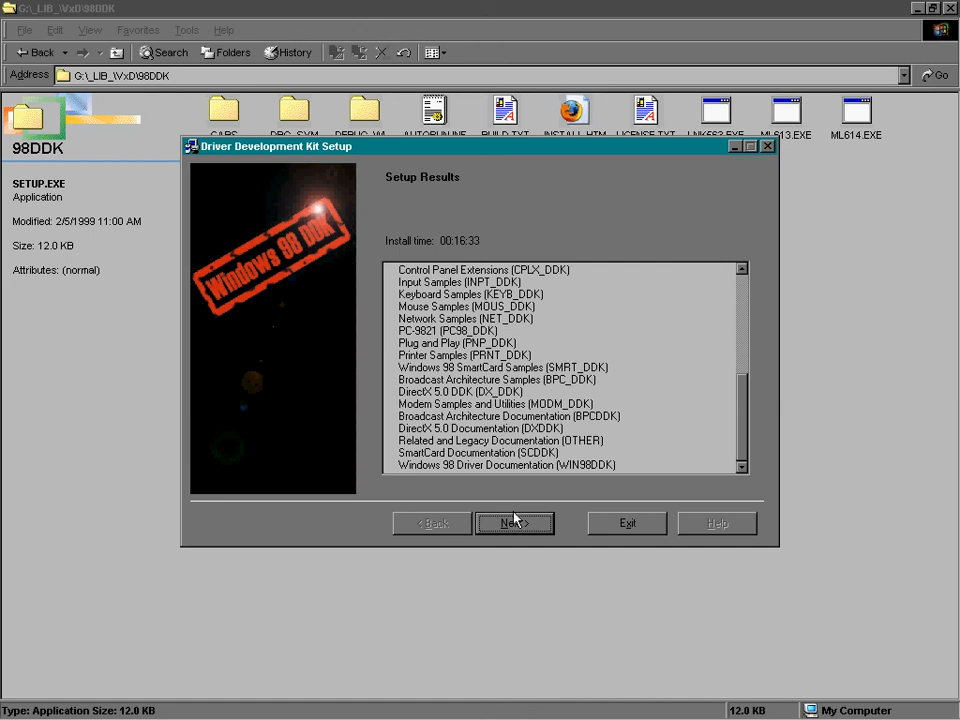 G:\_LIB_\VxD\98DDK
File Edit View Favorites Tools Help
Back Search Folders History
Address G:\_LIB_\VxD\98DDK Go
98DDK
SETUP.EXE
Application
Modified: 2/5/1999 11:00 AM
Size: 12.0 KB
Attributes: (normal)
ML614.EXE
Driver Development Kit Setup
Windows 98 DDK
Setup Results
Install time: 00:16:33
Control Panel Extensions (CPLX_DDK)
Input Samples (INPT_DDK)
Keyboard Samples (KEYB_DDK)
Mouse Samples (MOUS_DDK)
Network Samples (NET_DDK)
PC-9821 (PC98_DDK)
Plug and Play (PNP_DDK)
Printer Samples (PRNT_DDK)
Windows 98 SmartCard Samples (SMRT_DDK)
Broadcast Architecture Samples (BPC_DDK)
DirectX 5.0 DDK (DX_DDK)
Modem Samples and Utilities (MODM_DDK)
Broadcast Architecture Documentation (BPCDDK)
DirectX 5.0 Documentation (DXDDK)
Related and Legacy Documentation (OTHER)
SmartCard Documentation (SCDDK)
Windows 98 Driver Documentation (WIN98DDK)
< Back Next > Exit Help
Type: Application Size: 12.0 KB 12.0 KB My Computer